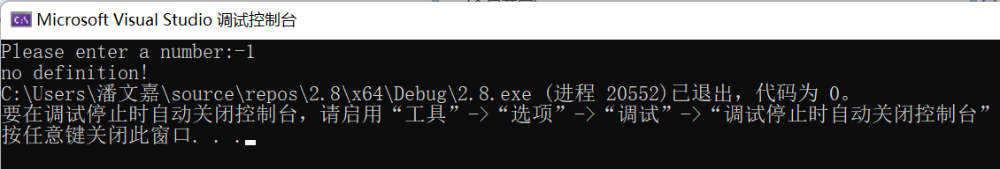 Microsoft Visual Studio 调试控制台
Please enter a number:-1
no definition!
C:\Users\潘文嘉\source\repos\2.8\x64\Debug\2.8.exe (进程 20552)已退出，代码为 0。
要在调试停止时自动关闭控制台，请启用“工具”->“选项”->“调试”->“调试停止时自动关闭控制台”
按任意键关闭此窗口. . .